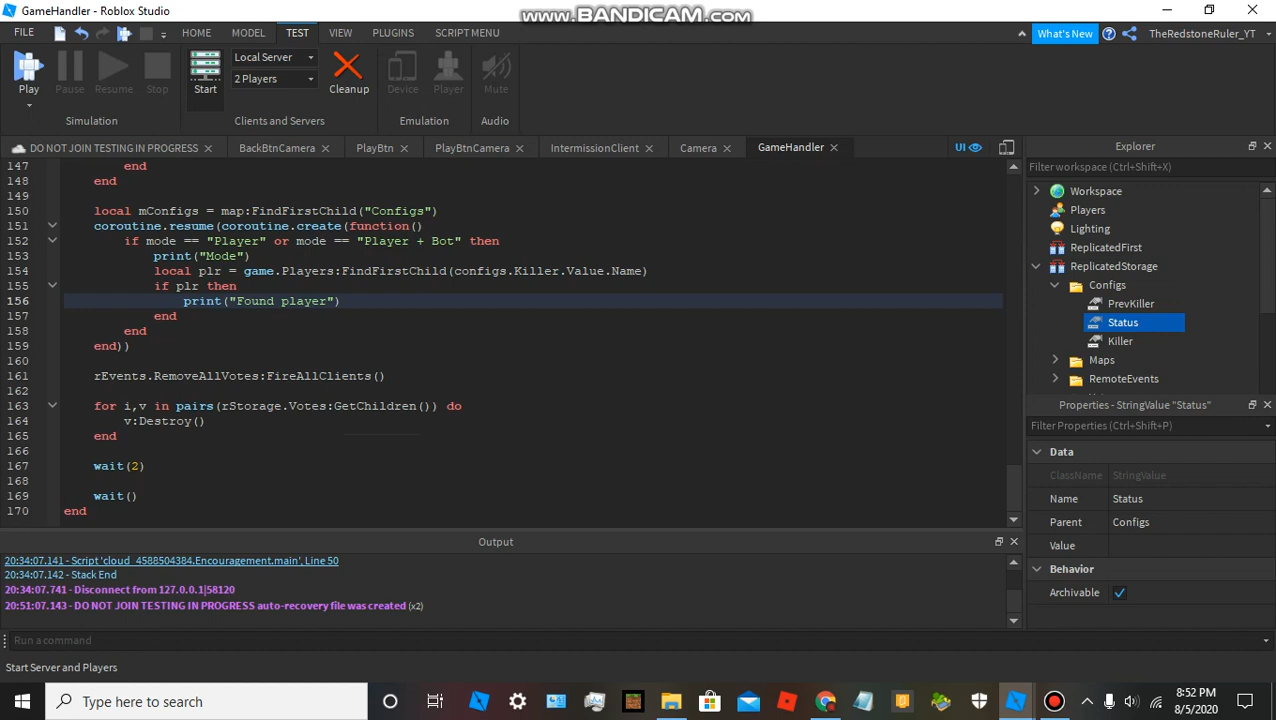 GameHandler - Roblox Studio
www.BANDICAM.com
FILE HOME MODEL TEST VIEW PLUGINS SCRIPT MENU What's New TheRedstoneRuler_YT
Play Pause Resume Stop Start Local Server 2 Players Cleanup Device Player Mute
Simulation Clients and Servers Emulation Audio
DO NOT JOIN TESTING IN PROGRESS BackBtnCamera PlayBtn PlayBtnCamera IntermissionClient Camera GameHandler UI
147 end
148 end
149
150 local mConfigs = map:FindFirstChild("Configs")
151 coroutine.resume(coroutine.create(function()
152 if mode == "Player" or mode == "Player + Bot" then
153 print("Mode")
154 local plr = game.Players:FindFirstChild(configs.Killer.Value.Name)
155 if plr then
156 print("Found player")
157 end
158 end
159 end))
160
161 rEvents.RemoveAllVotes:FireAllClients()
162
163 for i,v in pairs(rStorage.Votes:GetChildren()) do
164 v:Destroy()
165 end
166
167 wait(2)
168
169 wait()
170 end
Explorer
Filter workspace (Ctrl+Shift+X)
Workspace
Players
Lighting
ReplicatedFirst
ReplicatedStorage
Configs
PrevKiller
Status
Killer
Maps
RemoteEvents
Properties - StringValue "Status"
Filter Properties (Ctrl+Shift+P)
Data
ClassName StringValue
Name Status
Parent Configs
Value
Behavior
Archivable
Output
20:34:07.141 - Script 'cloud_4588504384.Encouragement.main', Line 50
20:34:07.142 - Stack End
20:34:07.741 - Disconnect from 127.0.0.1|58120
20:51:07.143 - DO NOT JOIN TESTING IN PROGRESS auto-recovery file was created (x2)
Run a command
Start Server and Players
Type here to search
8:52 PM
8/5/2020